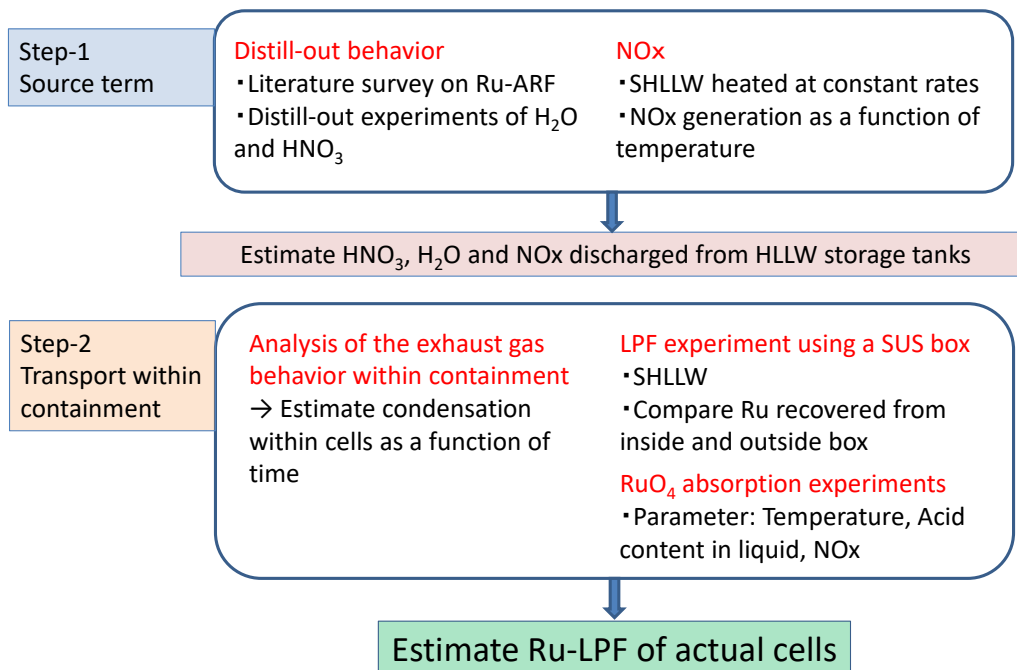 Step-1
Source term
Distill-out behavior
・Literature survey on Ru-ARF
・Distill-out experiments of H₂O
and HNO₃
NOx
・SHLLW heated at constant rates
・NOx generation as a function of
temperature
Estimate HNO₃, H₂O and NOx discharged from HLLW storage tanks
Step-2
Transport within
containment
Analysis of the exhaust gas
behavior within containment
→ Estimate condensation
within cells as a function of
time
LPF experiment using a SUS box
・SHLLW
・Compare Ru recovered from
inside and outside box
RuO₄ absorption experiments
・Parameter: Temperature, Acid
content in liquid, NOx
Estimate Ru-LPF of actual cells